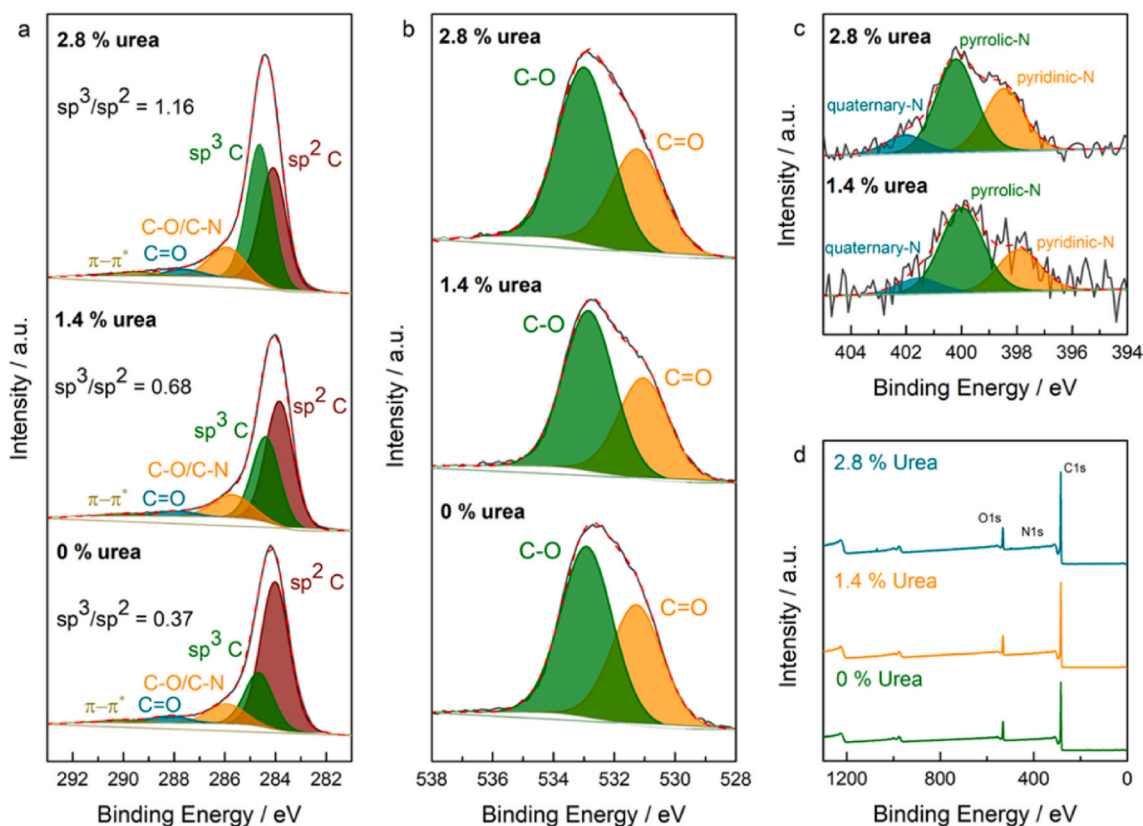 a
2.8 % urea
sp³/sp² = 1.16
sp³ C
sp² C
C-O/C-N
C=O
π–π*
1.4 % urea
sp³/sp² = 0.68
sp³ C
sp² C
C-O/C-N
C=O
π–π*
0 % urea
sp³/sp² = 0.37
sp² C
sp³ C
C-O/C-N
C=O
π–π*
Intensity / a.u.
292 290 288 286 284 282
Binding Energy / eV
b
2.8 % urea
C-O
C=O
1.4 % urea
C-O
C=O
0 % urea
C-O
C=O
Intensity / a.u.
538 536 534 532 530 528
Binding Energy / eV
c
2.8 % urea
pyrrolic-N
pyridinic-N
quaternary-N
1.4 % urea
pyrrolic-N
quaternary-N
pyridinic-N
Intensity / a.u.
404 402 400 398 396 394
Binding Energy / eV
d
2.8 % Urea
C1s
O1s
N1s
1.4 % Urea
0 % Urea
Intensity / a.u.
1200 800 400 0
Binding Energy / eV